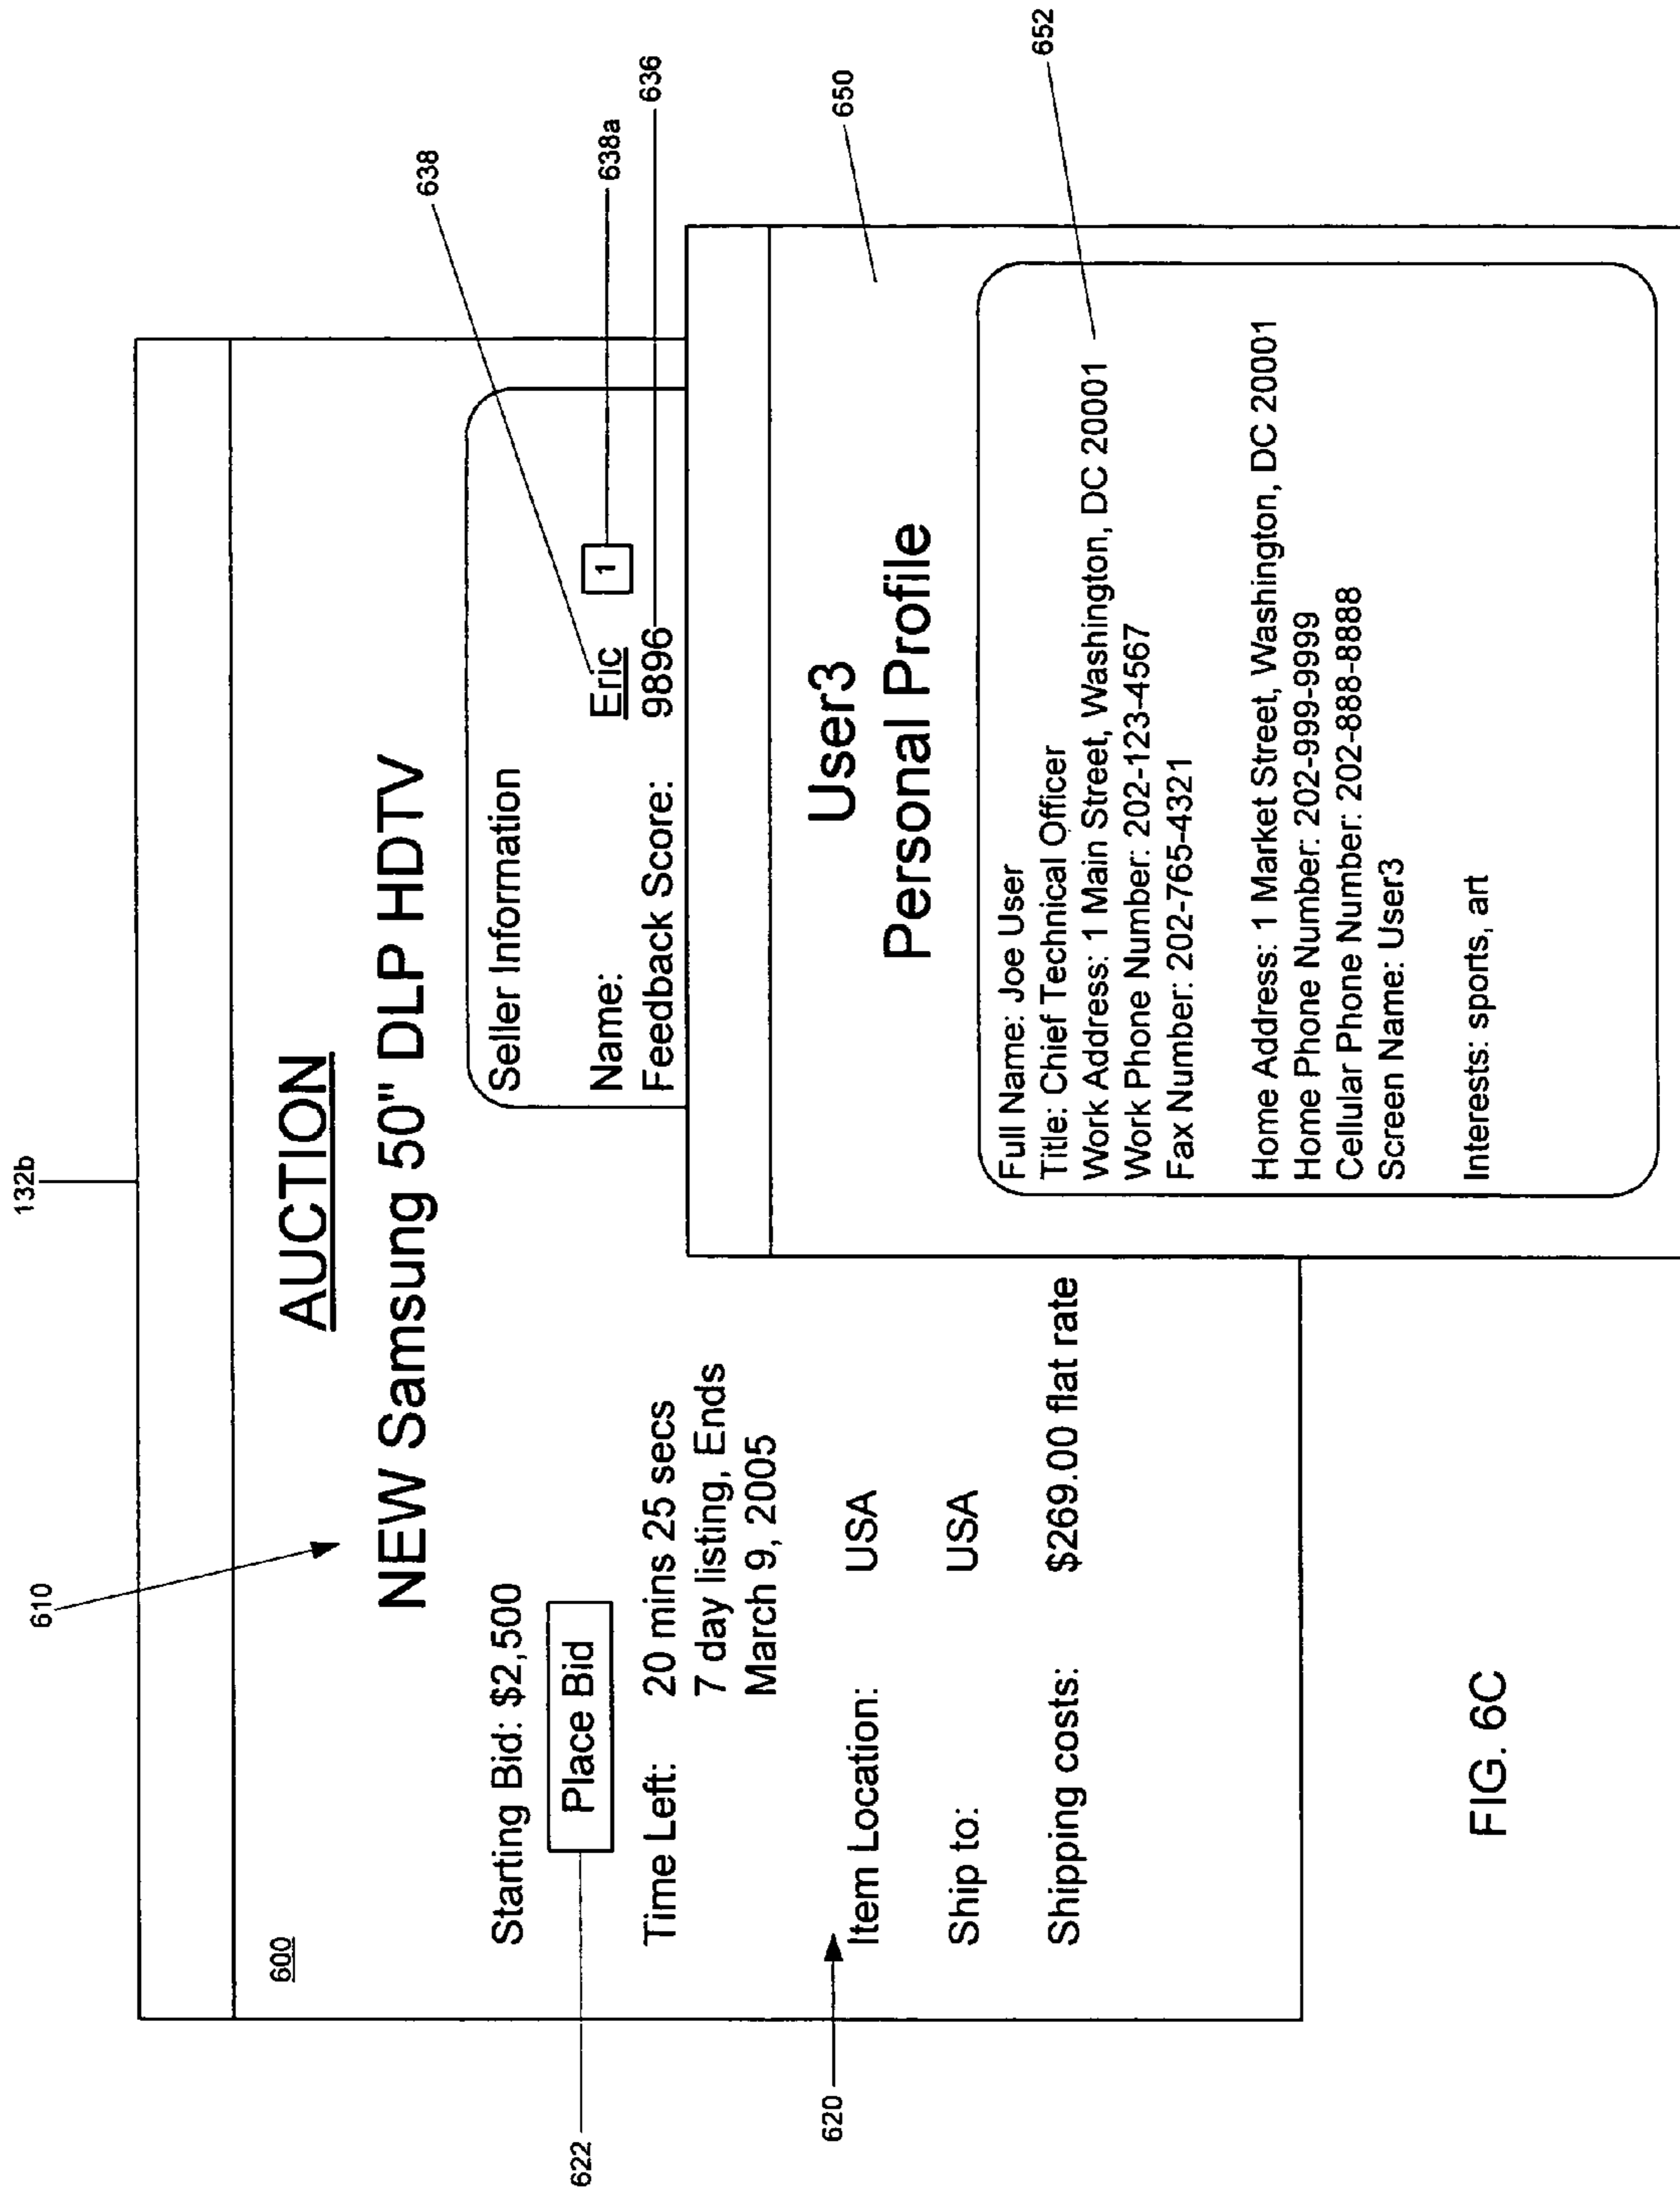 132b
610
600
AUCTION
NEW Samsung 50" DLP HDTV
Starting Bid: $2,500
Place Bid
622
Time Left: 20 mins 25 secs
7 day listing, Ends
March 9, 2005
620
Item Location: USA
Ship to: USA
Shipping costs: $269.00 flat rate
Seller Information
Name: Eric 1
Feedback Score: 9896
638
638a
636
User3
Personal Profile
650
652
Full Name: Joe User
Title: Chief Technical Officer
Work Address: 1 Main Street, Washington, DC 20001
Work Phone Number: 202-123-4567
Fax Number: 202-765-4321
Home Address: 1 Market Street, Washington, DC 20001
Home Phone Number: 202-999-9999
Cellular Phone Number: 202-888-8888
Screen Name: User3
Interests: sports, art
FIG. 6C